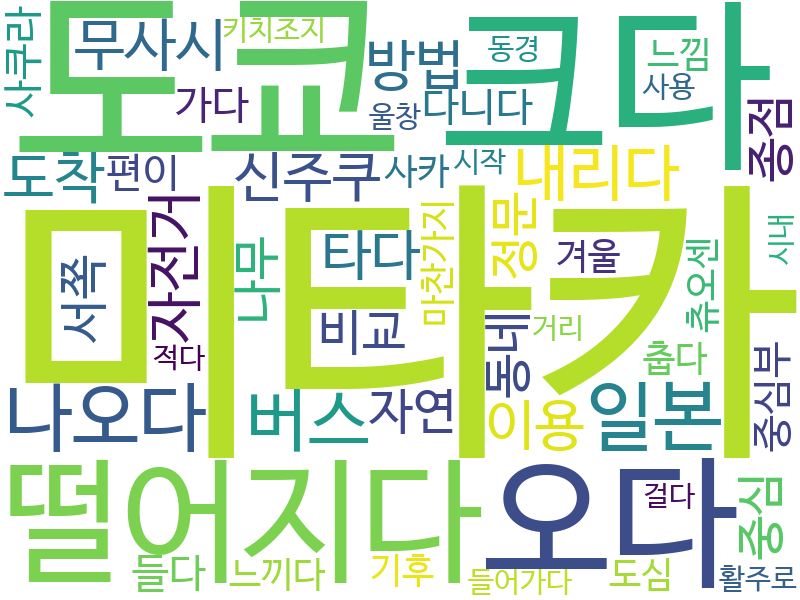 사쿠라
도쿄
무사시
키치조지
방법
크다
동경
느낌
사용
가다
울창
다니다
종점
도착
편이
신주쿠
사카
시작
내리다
미타카
서쪽
자전거
나무
타다
마찬가지
정문
겨울
츄오센
시내
적다
비교
동네
거리
춥다
중심부
나오다
버스
자연
이용
일본
떨어지다
오다
걸다
중심
들다
느끼다
기후
들어가다
도심
활주로